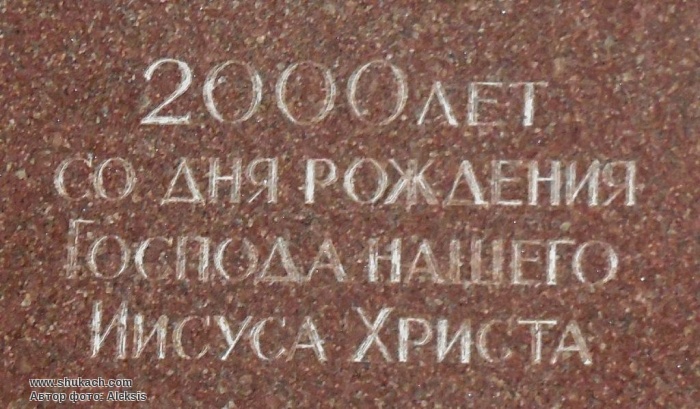 2000 ЛЕТ
СО ДНЯ РОЖДЕНИЯ
ГОСПОДА НАШЕГО
ИИСУСА ХРИСТА
www.shukach.com
Автор фото: Aleksis